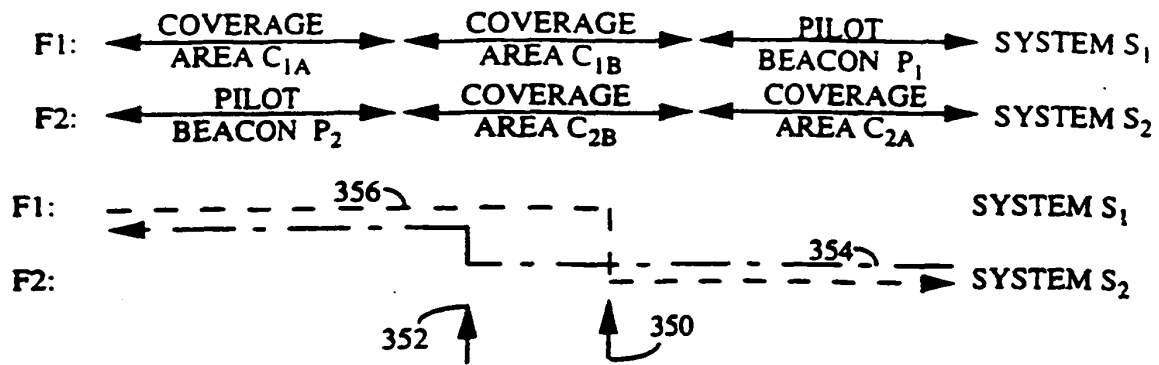 F1: COVERAGE AREA C1A COVERAGE AREA C1B PILOT BEACON P1 SYSTEM S1
F2: PILOT BEACON P2 COVERAGE AREA C2B COVERAGE AREA C2A SYSTEM S2
F1: 356 SYSTEM S1
354
F2: SYSTEM S2
352 350